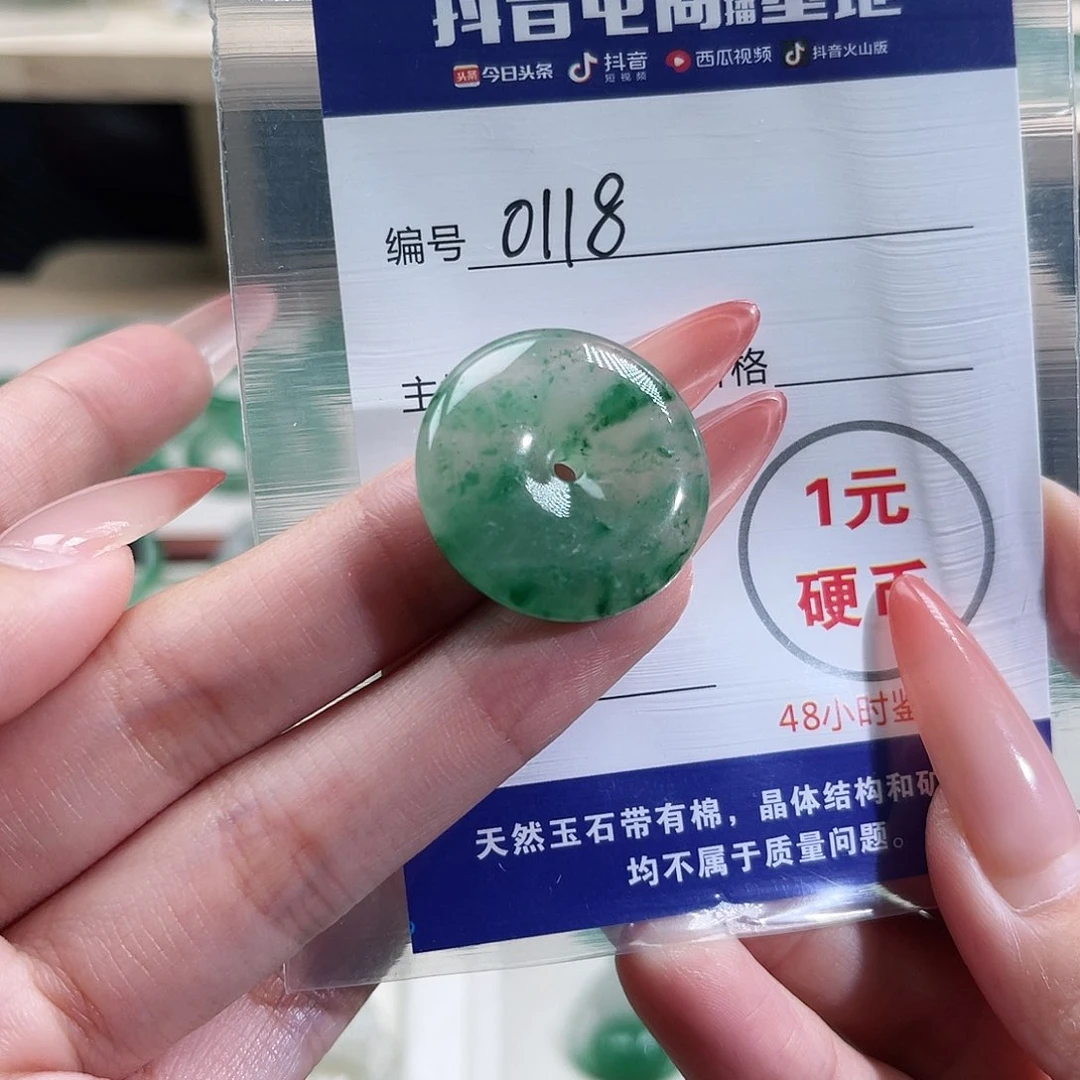 抖音电商直播基地
今日头条 抖音短视频 西瓜视频 抖音火山版
编号 0118
主 格
1元
硬币
48小时鉴
天然玉石带有棉，晶体结构和矿
均不属于质量问题。